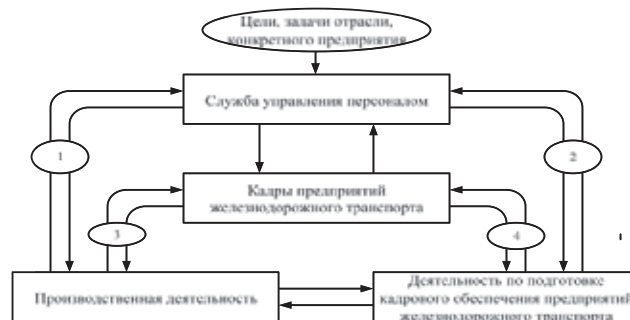 Цели, задачи отрасли,
конкретного предприятия
Служба управления персоналом
1
2
Кадры предприятий
железнодорожного транспорта
3
4
Производственная деятельность
Деятельность по подготовке
кадрового обеспечения предприятий
железнодорожного транспорта